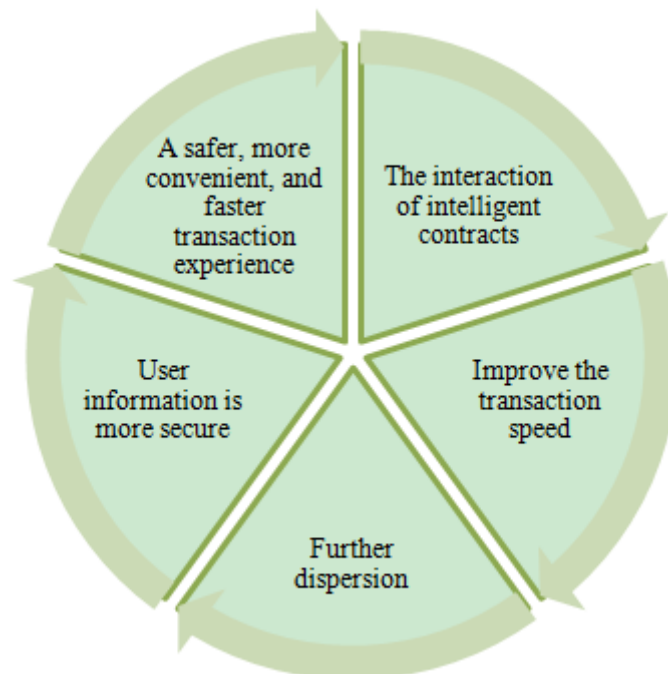 A safer, more
convenient, and
faster
transaction
experience
The interaction
of intelligent
contracts
Improve the
transaction
speed
Further
dispersion
User
information is
more secure